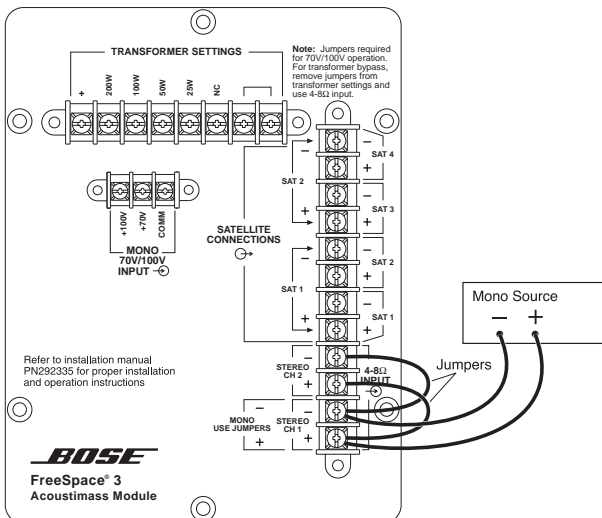 TRANSFORMER SETTINGS
+
200W
100W
50W
25W
NC
Note: Jumpers required
for 70V/100V operation.
For transformer bypass,
remove jumpers from
transformer settings and
use 4-8Ω input.
+100V
+70V
COMM
MONO
70V/100V
INPUT
SATELLITE
CONNECTIONS
−
SAT 2
+
−
SAT 1
+
−
SAT 4
+
−
SAT 3
+
−
SAT 2
+
−
SAT 1
+
STEREO
CH 2
−
+
4-8Ω
INPUT
MONO
USE JUMPERS
−
+
STEREO
CH 1
−
+
Mono Source
− +
Jumpers
Refer to installation manual
PN292335 for proper installation
and operation instructions
BOSE
FreeSpace® 3
Acoustimass Module